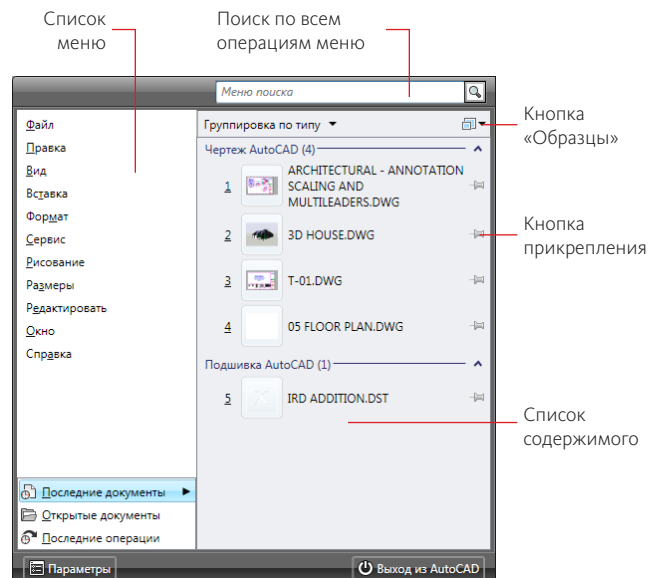 Список
меню
Поиск по всем
операциям меню
Меню поиска
Кнопка
«Образцы»
Файл
Правка
Вид
Вставка
Формат
Сервис
Рисование
Размеры
Редактировать
Окно
Справка
Группировка по типу
Чертеж AutoCAD (4)
1 ARCHITECTURAL - ANNOTATION
SCALING AND
MULTILEADERS.DWG
2 3D HOUSE.DWG
3 T-01.DWG
4 05 FLOOR PLAN.DWG
Подшивка AutoCAD (1)
5 IRD ADDITION.DST
Кнопка
прикрепления
Список
содержимого
Последние документы
Открытые документы
Последние операции
Параметры
Выход из AutoCAD